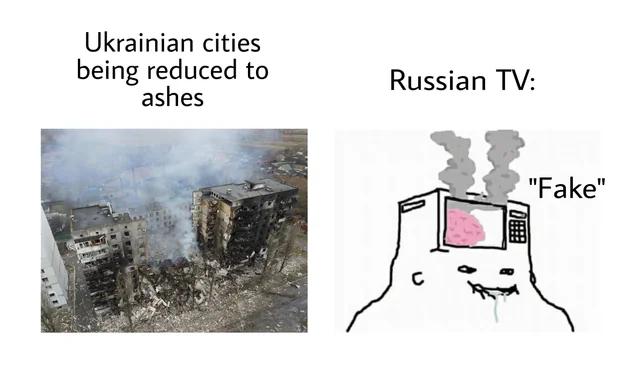 Ukrainian cities
being reduced to
ashes
Russian TV:
"Fake"